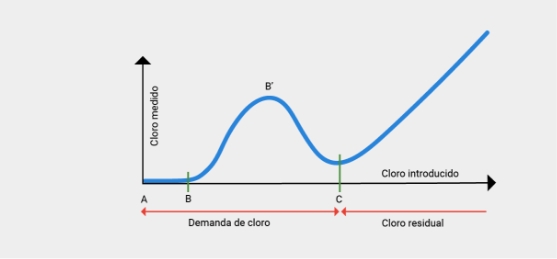 B'
Cloro medido
Cloro introducido
A
B
C
Demanda de cloro
Cloro residual